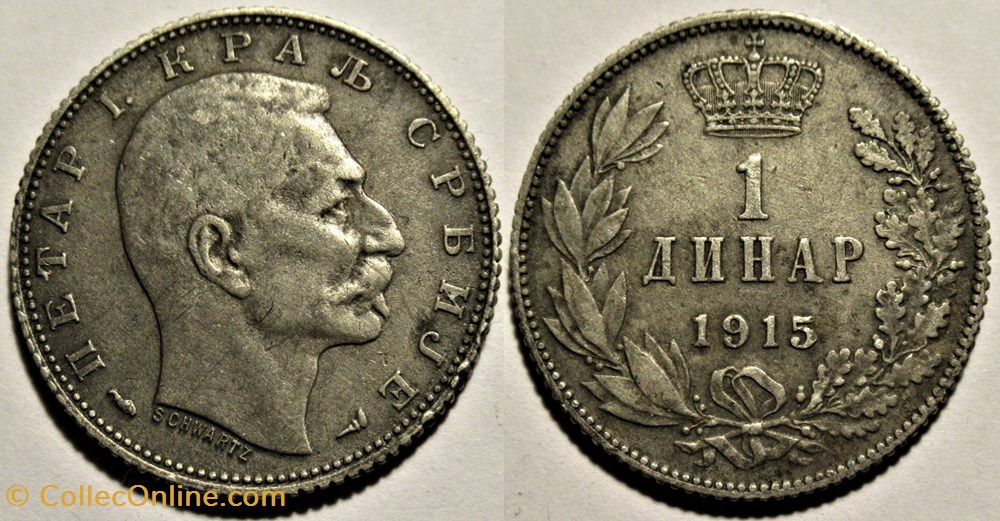 ПЕТАР I. КРАЉ СРБИЈЕ
SCHWARTZ
1
ДИНАР
1915
© CollecOnline.com